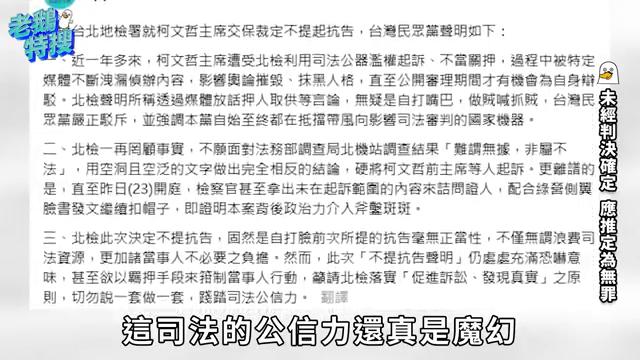 老鵝特搜
台北地檢署就柯文哲主席交保裁定不提起抗告，台灣民眾黨聲明如下：
、近一年多來，柯文哲主席遭受北檢利用司法公器濫權起訴、不當關押，過程中被特定
媒體不斷洩漏偵辦內容，影響輿論摧毀、抹黑人格，直至公開審理期間才有機會為自身辯
駁。北檢聲明所稱透過媒體放話押人取供等言論，無疑是自打嘴巴，做賊喊抓賊，台灣民
眾黨嚴正駁斥，並強調本黨自始至終都在抵擋帶風向影響司法審判的國家機器。
二、北檢一再罔顧事實，不願面對法務部調查局北機站調查結果「難謂無據，非屬不
法」，用空洞且空泛的文字做出完全相反的結論，硬將柯文哲前主席等人起訴。更離譜的
是，直至昨日(23)開庭，檢察官甚至拿出未在起訴範圍的內容來詰問證人，配合綠營側翼
臉書發文繼續扣帽子，即證明本案背後政治力介入斧鑿斑斑。
三、北檢此次決定不提抗告，固然是自打臉前次所提的抗告毫無正當性，不僅無謂浪費司
法資源，更加諸當事人不必要之負擔。然而，此次「不提抗告聲明」仍處處充滿恐嚇意
味，甚至欲以羈押手段來箝制當事人行動，籲請北檢落實「促進訴訟、發現真實」之原
則，切勿說一套做一套，踐踏司法公信力。 翻譯
未經判決確定 應推定為無罪
這司法的公信力還真是魔幻